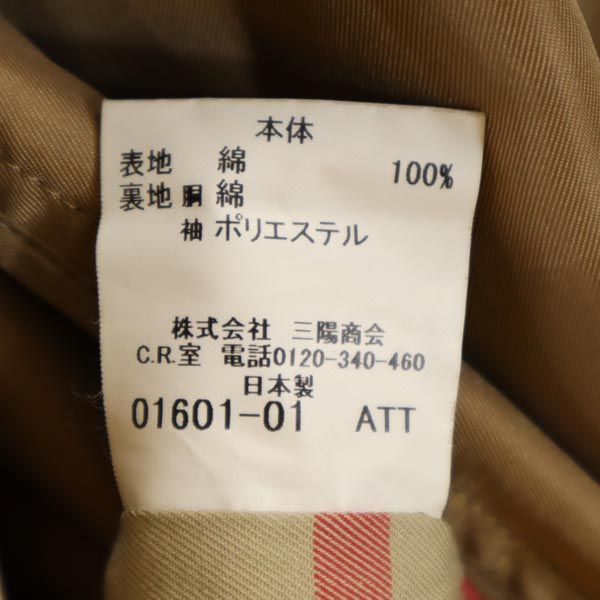 本体
表地 綿 100%
裏地 胴 綿
袖 ポリエステル
株式会社 三陽商会
C.R.室 電話0120-340-460
日本製
01601-01 ATT